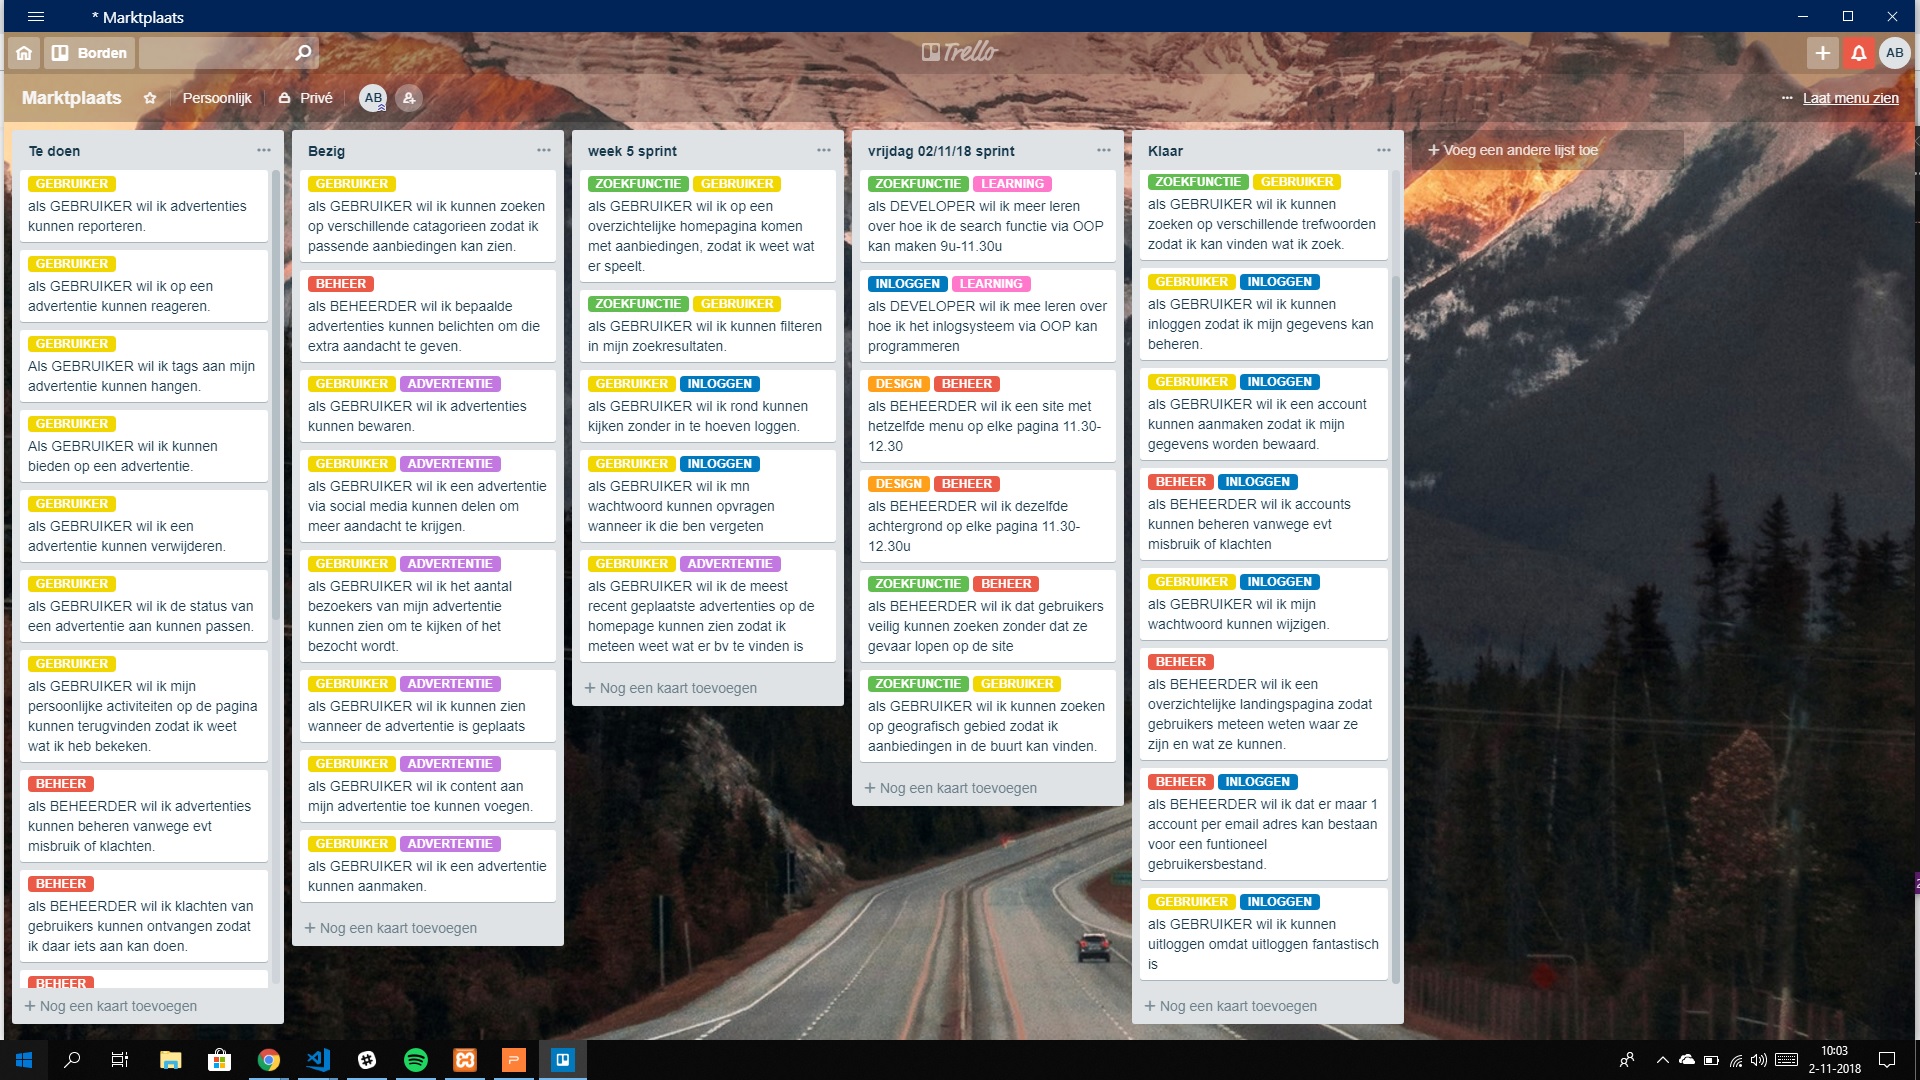 * Marktplaats
Borden
Trello
AB
Marktplaats
Persoonlijk
Privé
AB
Laat menu zien
Te doen
GEBRUIKER
als GEBRUIKER wil ik advertenties
kunnen reporteren.
GEBRUIKER
als GEBRUIKER wil ik op een
advertentie kunnen reageren.
GEBRUIKER
Als GEBRUIKER wil ik tags aan mijn
advertentie kunnen hangen.
GEBRUIKER
Als GEBRUIKER wil ik kunnen
bieden op een advertentie.
GEBRUIKER
als GEBRUIKER wil ik een
advertentie kunnen verwijderen.
GEBRUIKER
als GEBRUIKER wil ik de status van
een advertentie aan kunnen passen.
GEBRUIKER
als GEBRUIKER wil ik mijn
persoonlijke activiteiten op de pagina
kunnen terugvinden zodat ik weet
wat ik heb bekeken.
BEHEER
als BEHEERDER wil ik advertenties
kunnen beheren vanwege evt
misbruik of klachten.
BEHEER
als BEHEERDER wil ik klachten van
gebruikers kunnen ontvangen zodat
ik daar iets aan kan doen.
BEHEER
+ Nog een kaart toevoegen
Bezig
GEBRUIKER
als GEBRUIKER wil ik kunnen zoeken
op verschillende catagorieen zodat ik
passende aanbiedingen kan zien.
BEHEER
als BEHEERDER wil ik bepaalde
advertenties kunnen belichten om die
extra aandacht te geven.
GEBRUIKER ADVERTENTIE
als GEBRUIKER wil ik advertenties
kunnen bewaren.
GEBRUIKER ADVERTENTIE
als GEBRUIKER wil ik een advertentie
via social media kunnen delen om
meer aandacht te krijgen.
GEBRUIKER ADVERTENTIE
als GEBRUIKER wil ik het aantal
bezoekers van mijn advertentie
kunnen zien om te kijken of het
bezocht wordt.
GEBRUIKER ADVERTENTIE
als GEBRUIKER wil ik kunnen zien
wanneer de advertentie is geplaats
GEBRUIKER ADVERTENTIE
als GEBRUIKER wil ik content aan
mijn advertentie toe kunnen voegen.
GEBRUIKER ADVERTENTIE
als GEBRUIKER wil ik een advertentie
kunnen aanmaken.
+ Nog een kaart toevoegen
week 5 sprint
ZOEKFUNCTIE GEBRUIKER
als GEBRUIKER wil ik op een
overzichtelijke homepagina komen
met aanbiedingen, zodat ik weet wat
er speelt.
ZOEKFUNCTIE GEBRUIKER
als GEBRUIKER wil ik kunnen filteren
in mijn zoekresultaten.
GEBRUIKER INLOGGEN
als GEBRUIKER wil ik rond kunnen
kijken zonder in te hoeven loggen.
GEBRUIKER INLOGGEN
als GEBRUIKER wil ik mn
wachtwoord kunnen opvragen
wanneer ik die ben vergeten
GEBRUIKER ADVERTENTIE
als GEBRUIKER wil ik de meest
recent geplaatste advertenties op de
homepage kunnen zien zodat ik
meteen weet wat er bv te vinden is
+ Nog een kaart toevoegen
vrijdag 02/11/18 sprint
ZOEKFUNCTIE LEARNING
als DEVELOPER wil ik meer leren
over hoe ik de search functie via OOP
kan maken 9u-11.30u
INLOGGEN LEARNING
als DEVELOPER wil ik mee leren over
hoe ik het inlogsysteem via OOP kan
programmeren
DESIGN BEHEER
als BEHEERDER wil ik een site met
hetzelfde menu op elke pagina 11.30-
12.30
DESIGN BEHEER
als BEHEERDER wil ik dezelfde
achtergrond op elke pagina 11.30-
12.30u
ZOEKFUNCTIE BEHEER
als BEHEERDER wil ik dat gebruikers
veilig kunnen zoeken zonder dat ze
gevaar lopen op de site
ZOEKFUNCTIE GEBRUIKER
als GEBRUIKER wil ik kunnen zoeken
op geografisch gebied zodat ik
aanbiedingen in de buurt kan vinden.
+ Nog een kaart toevoegen
Klaar
ZOEKFUNCTIE GEBRUIKER
als GEBRUIKER wil ik kunnen
zoeken op verschillende trefwoorden
zodat ik kan vinden wat ik zoek.
GEBRUIKER INLOGGEN
als GEBRUIKER wil ik kunnen
inloggen zodat ik mijn gegevens kan
beheren.
GEBRUIKER INLOGGEN
als GEBRUIKER wil ik een account
kunnen aanmaken zodat ik mijn
gegevens worden bewaard.
BEHEER INLOGGEN
als BEHEERDER wil ik accounts
kunnen beheren vanwege evt
misbruik of klachten
GEBRUIKER INLOGGEN
als GEBRUIKER wil ik mijn
wachtwoord kunnen wijzigen.
BEHEER
als BEHEERDER wil ik een
overzichtelijke landingspagina zodat
gebruikers meteen weten waar ze
zijn en wat ze kunnen.
BEHEER INLOGGEN
als BEHEERDER wil ik dat er maar 1
account per email adres kan bestaan
voor een funtioneel
gebruikersbestand.
GEBRUIKER INLOGGEN
als GEBRUIKER wil ik kunnen
uitloggen omdat uitloggen fantastisch
is
+ Nog een kaart toevoegen
+ Voeg een andere lijst toe
10:03
2-11-2018